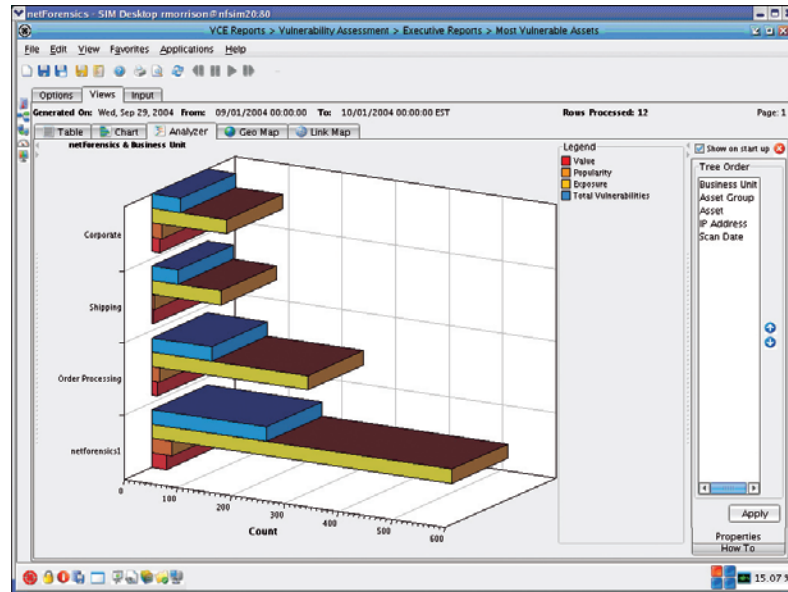 netForensics - SIM Desktop rmorrison@nfsim20:80
VCE Reports > Vulnerability Assessment > Executive Reports > Most Vulnerable Assets
File Edit View Favorites Applications Help
Options Views Input
Generated On: Wed, Sep 29, 2004 From: 09/01/2004 00:00:00 To: 10/01/2004 00:00:00 EST Rows Processed: 12 Page: 1
Table Chart Analyzer Geo Map Link Map
netForensics & Business Unit
Corporate
Shipping
Order Processing
netforensics1
0 100 200 300 400 500 600
Count
Legend
Value
Popularity
Exposure
Total Vulnerabilities
Show on start up
Tree Order
Business Unit
Asset Group
Asset
IP Address
Scan Date
Apply
Properties
How To
15.07